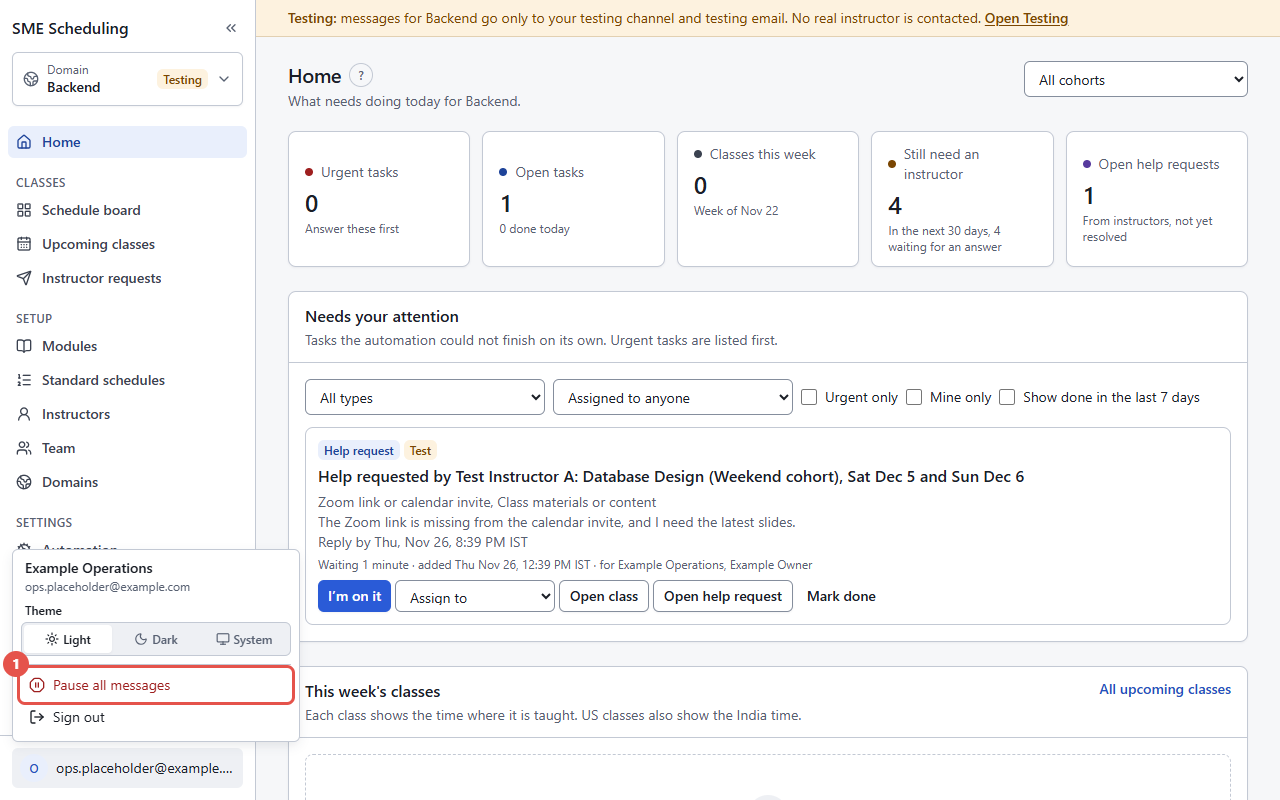 Testing: messages for Backend go only to your testing channel and testing email. No real instructor is contacted. Open Testing
SME Scheduling
Domain
Backend
Testing
Home
CLASSES
Schedule board
Upcoming classes
Instructor requests
SETUP
Modules
Standard schedules
Instructors
Team
Domains
SETTINGS
Automation
Example Operations
ops.placeholder@example.com
Theme
Light
Dark
System
1
Pause all messages
Sign out
O
ops.placeholder@example....
Home
?
What needs doing today for Backend.
All cohorts
Urgent tasks
0
Answer these first
Open tasks
1
0 done today
Classes this week
0
Week of Nov 22
Still need an
instructor
4
In the next 30 days, 4
waiting for an answer
Open help requests
1
From instructors, not yet
resolved
Needs your attention
Tasks the automation could not finish on its own. Urgent tasks are listed first.
All types
Assigned to anyone
Urgent only
Mine only
Show done in the last 7 days
Help request
Test
Help requested by Test Instructor A: Database Design (Weekend cohort), Sat Dec 5 and Sun Dec 6
Zoom link or calendar invite, Class materials or content
The Zoom link is missing from the calendar invite, and I need the latest slides.
Reply by Thu, Nov 26, 8:39 PM IST
Waiting 1 minute · added Thu Nov 26, 12:39 PM IST · for Example Operations, Example Owner
I'm on it
Assign to
Open class
Open help request
Mark done
This week's classes
All upcoming classes
Each class shows the time where it is taught. US classes also show the India time.